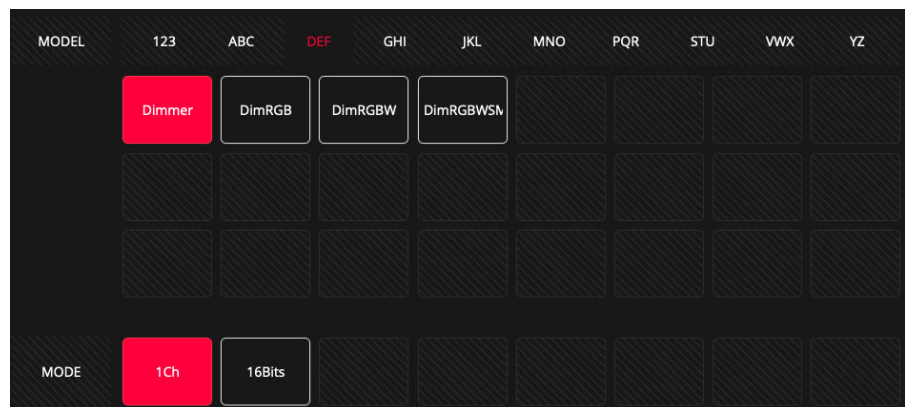 MODEL 123 ABC DEF GHI JKL MNO PQR STU VWX YZ
Dimmer DimRGB DimRGBW DimRGBWSM
MODE 1Ch 16Bits